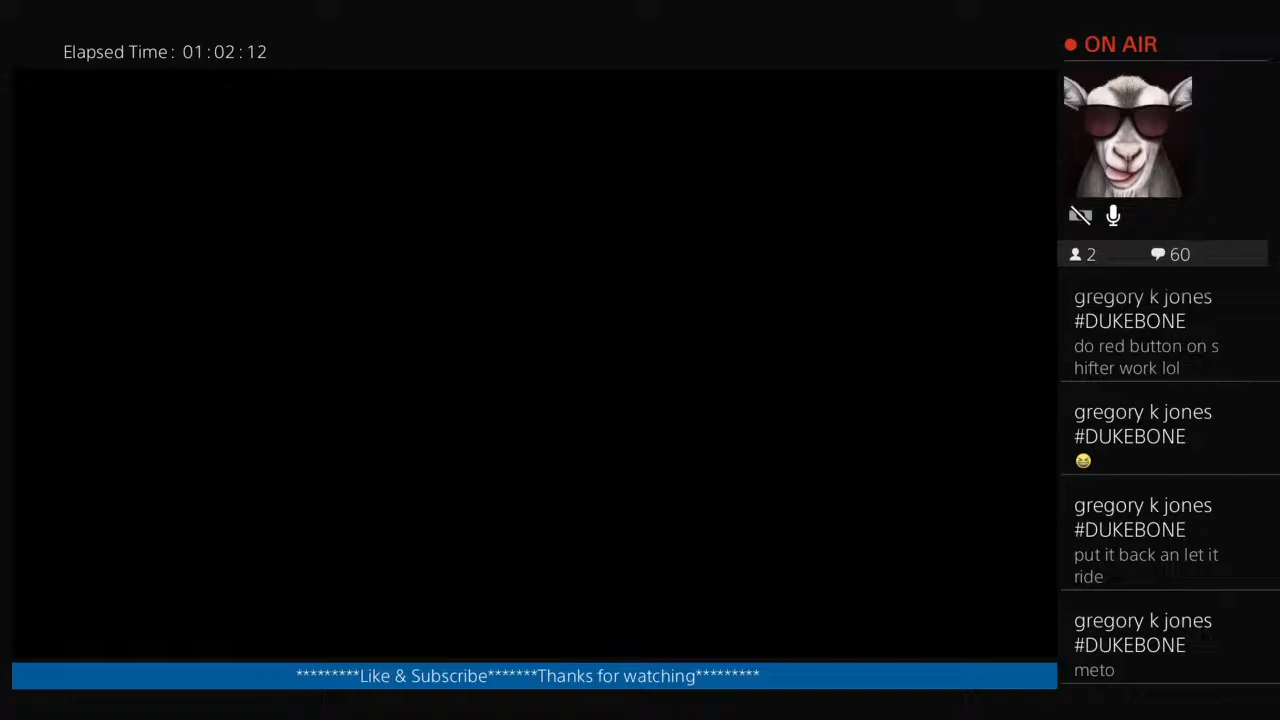 Elapsed Time: 01:02:12
ON AIR
2 60
gregory k jones
#DUKEBONE
do red button on s
hifter work lol
gregory k jones
#DUKEBONE
😆
gregory k jones
#DUKEBONE
put it back an let it
ride
gregory k jones
#DUKEBONE
meto
*********Like & Subscribe*******Thanks for watching*********